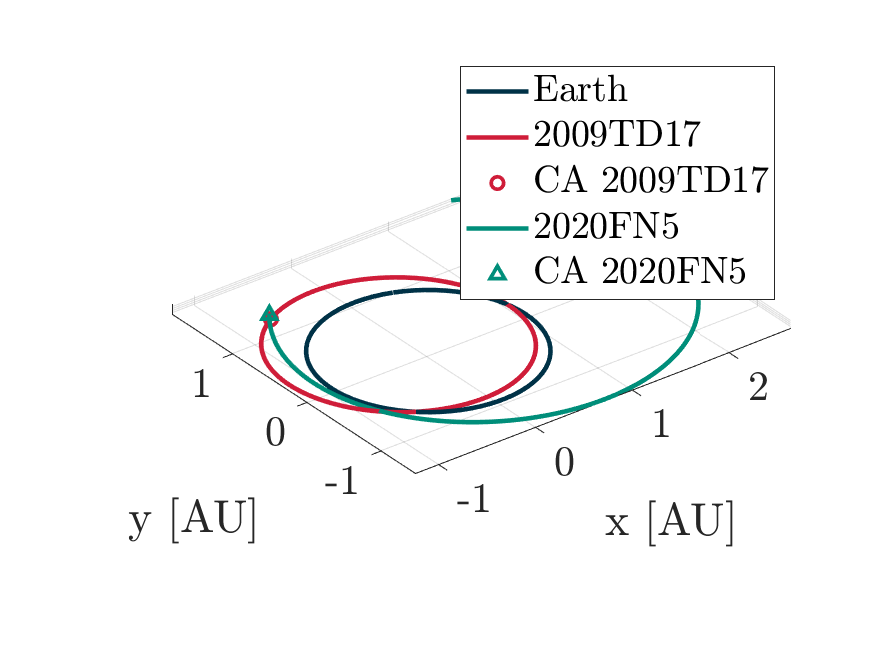 Earth
2009TD17
CA 2009TD17
2020FN5
CA 2020FN5
1
0
-1
y [AU]
-1
0
1
2
x [AU]